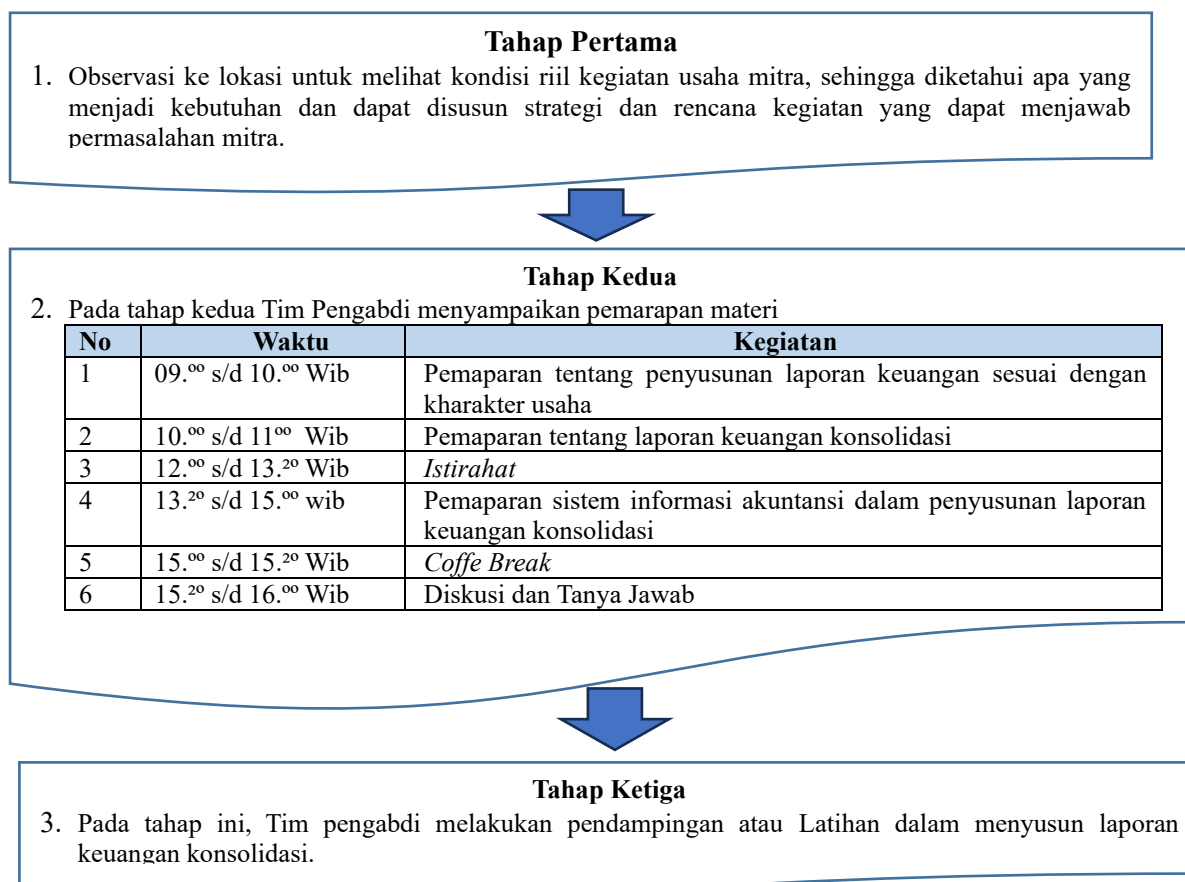 Tahap Pertama
1. Observasi ke lokasi untuk melihat kondisi riil kegiatan usaha mitra, sehingga diketahui apa yang
menjadi kebutuhan dan dapat disusun strategi dan rencana kegiatan yang dapat menjawab
permasalahan mitra.
Tahap Kedua
2. Pada tahap kedua Tim Pengabdi menyampaikan pemarapan materi
No Waktu Kegiatan
1 09.ºº s/d 10.ºº Wib Pemaparan tentang penyusunan laporan keuangan sesuai dengan
kharakter usaha
2 10.ºº s/d 11ºº Wib Pemaparan tentang laporan keuangan konsolidasi
3 12.ºº s/d 13.²º Wib Istirahat
4 13.²º s/d 15.ºº wib Pemaparan sistem informasi akuntansi dalam penyusunan laporan
keuangan konsolidasi
5 15.ºº s/d 15.²º Wib Coffe Break
6 15.²º s/d 16.ºº Wib Diskusi dan Tanya Jawab
Tahap Ketiga
3. Pada tahap ini, Tim pengabdi melakukan pendampingan atau Latihan dalam menyusun laporan
keuangan konsolidasi.